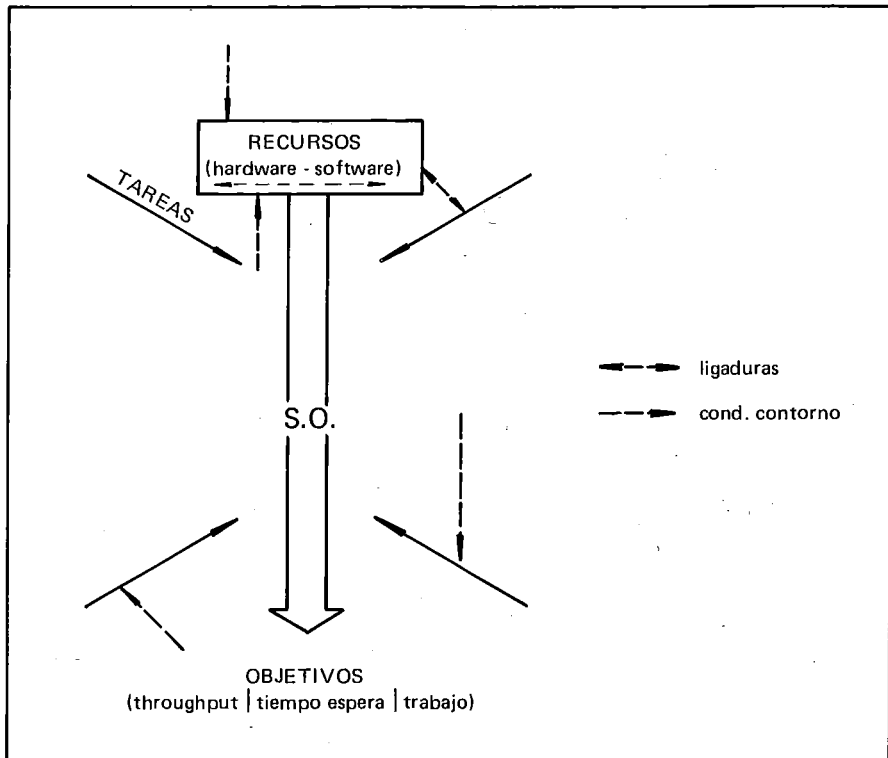 RECURSOS
(hardware - software)
TAREAS
ligaduras
S.O.
cond. contorno
OBJETIVOS
(throughput | tiempo espera | trabajo)